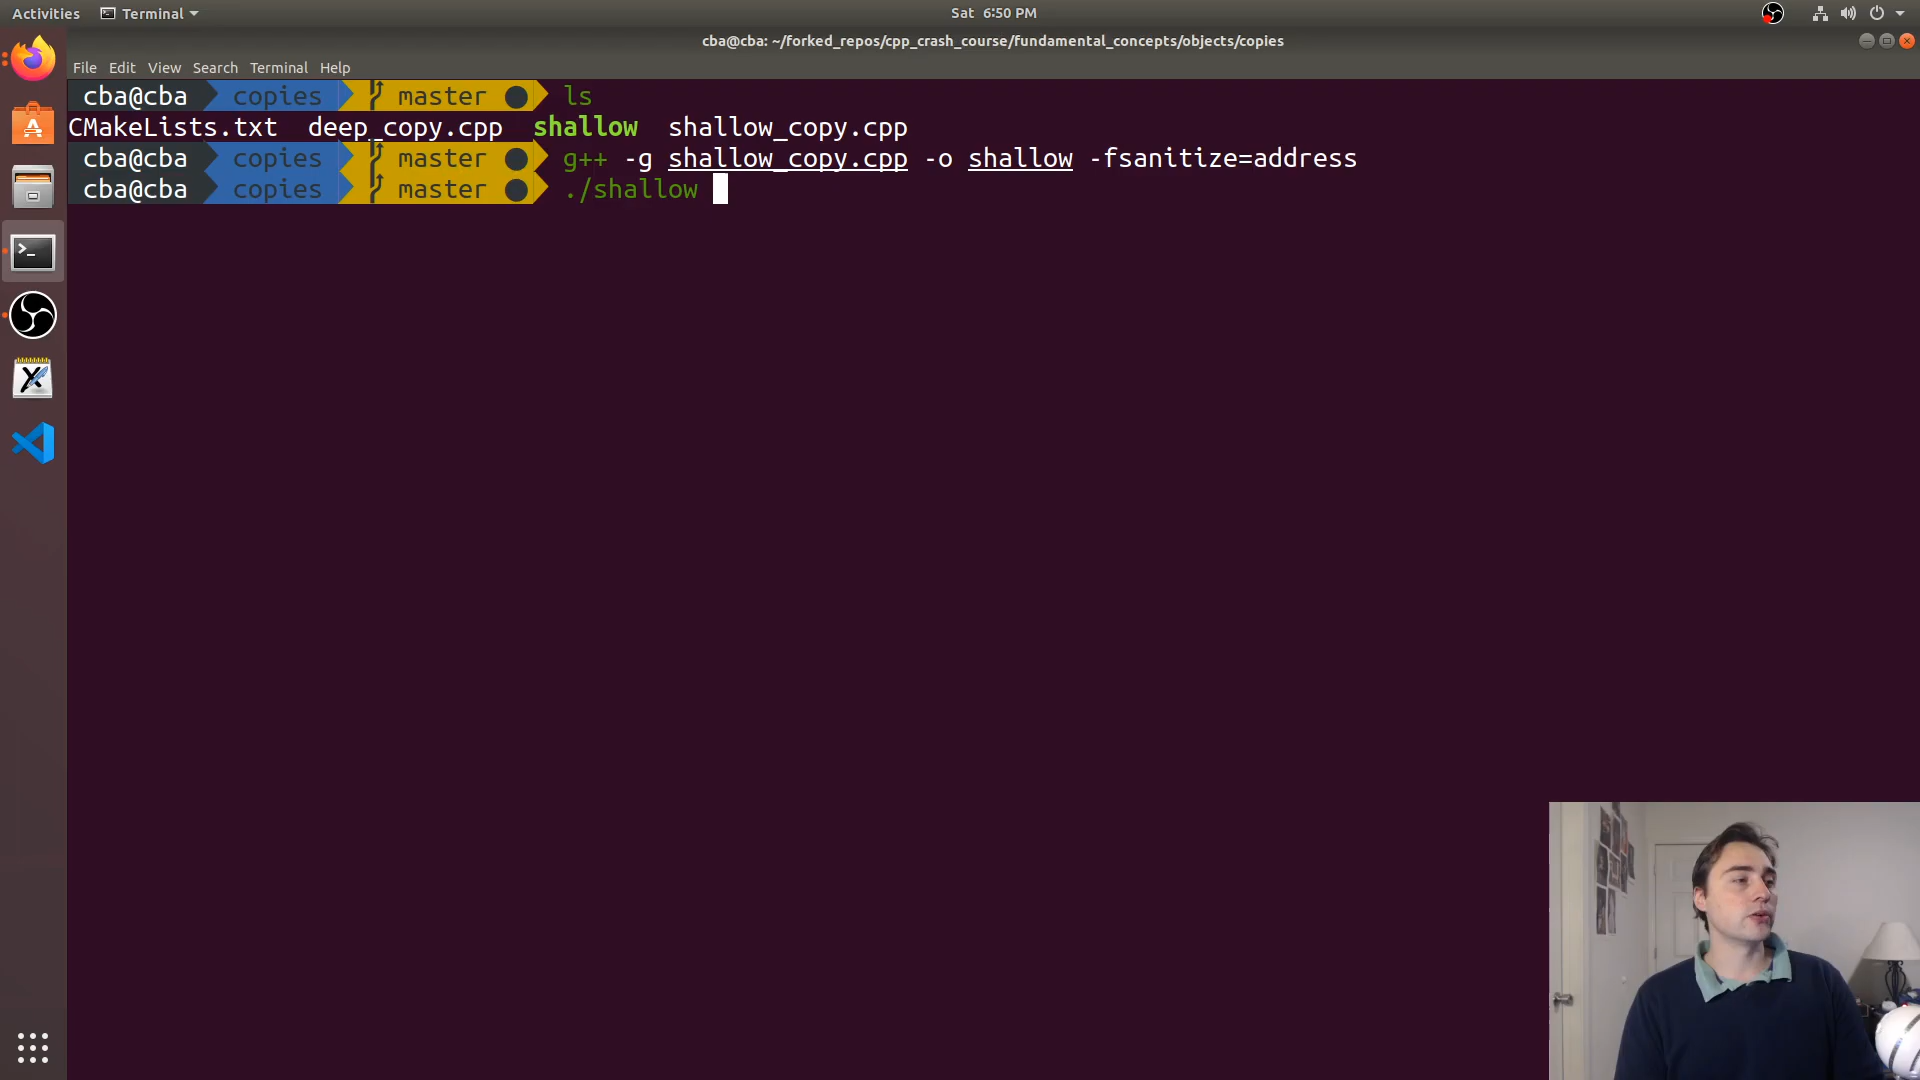 Activities Terminal Sat 6:50 PM
cba@cba: ~/forked_repos/cpp_crash_course/fundamental_concepts/objects/copies
File Edit View Search Terminal Help
cba@cba copies master ● ls
CMakeLists.txt deep_copy.cpp shallow shallow_copy.cpp
cba@cba copies master ● g++ -g shallow_copy.cpp -o shallow -fsanitize=address
cba@cba copies master ● ./shallow